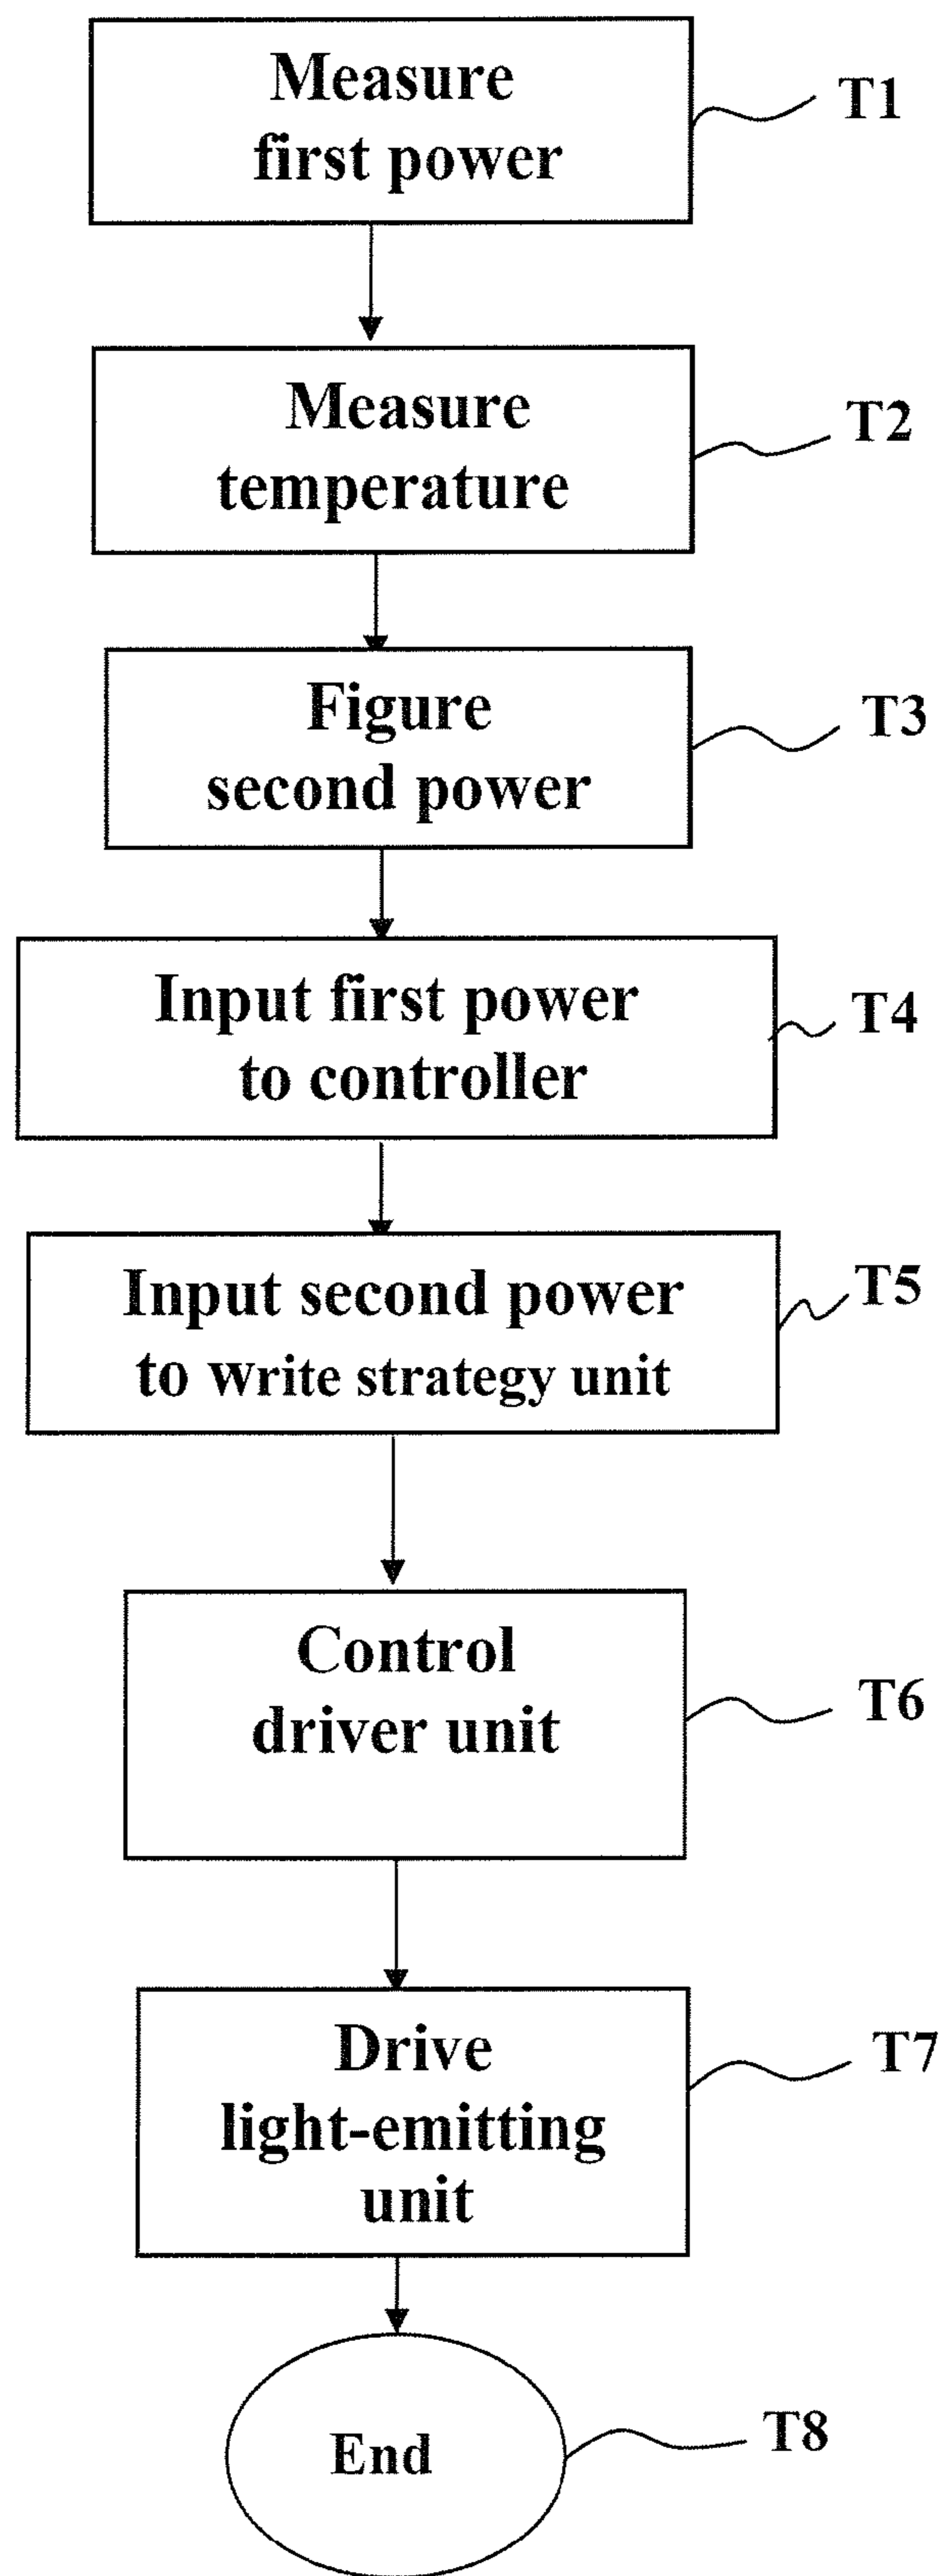 Measure
first power
T1
Measure
temperature
T2
Figure
second power
T3
Input first power
to controller
T4
Input second power
to write strategy unit
T5
Control
driver unit
T6
Drive
light-emitting
unit
T7
End
T8